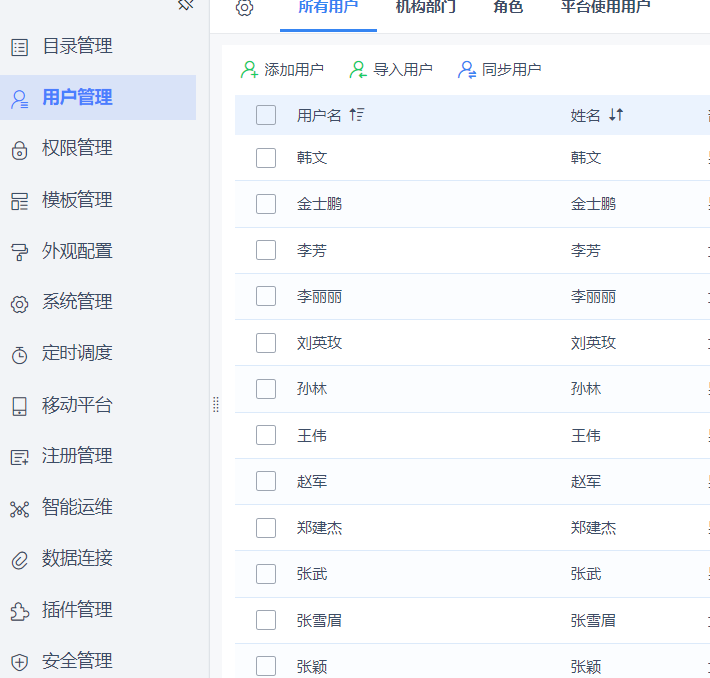 所有用户 机构部门 角色 平台使用用户
目录管理
用户管理
权限管理
模板管理
外观配置
系统管理
定时调度
移动平台
注册管理
智能运维
数据连接
插件管理
安全管理
添加用户 导入用户 同步用户
用户名 姓名
韩文 韩文
金士鹏 金士鹏
李芳 李芳
李丽丽 李丽丽
刘英玫 刘英玫
孙林 孙林
王伟 王伟
赵军 赵军
郑建杰 郑建杰
张武 张武
张雪眉 张雪眉
张颖 张颖